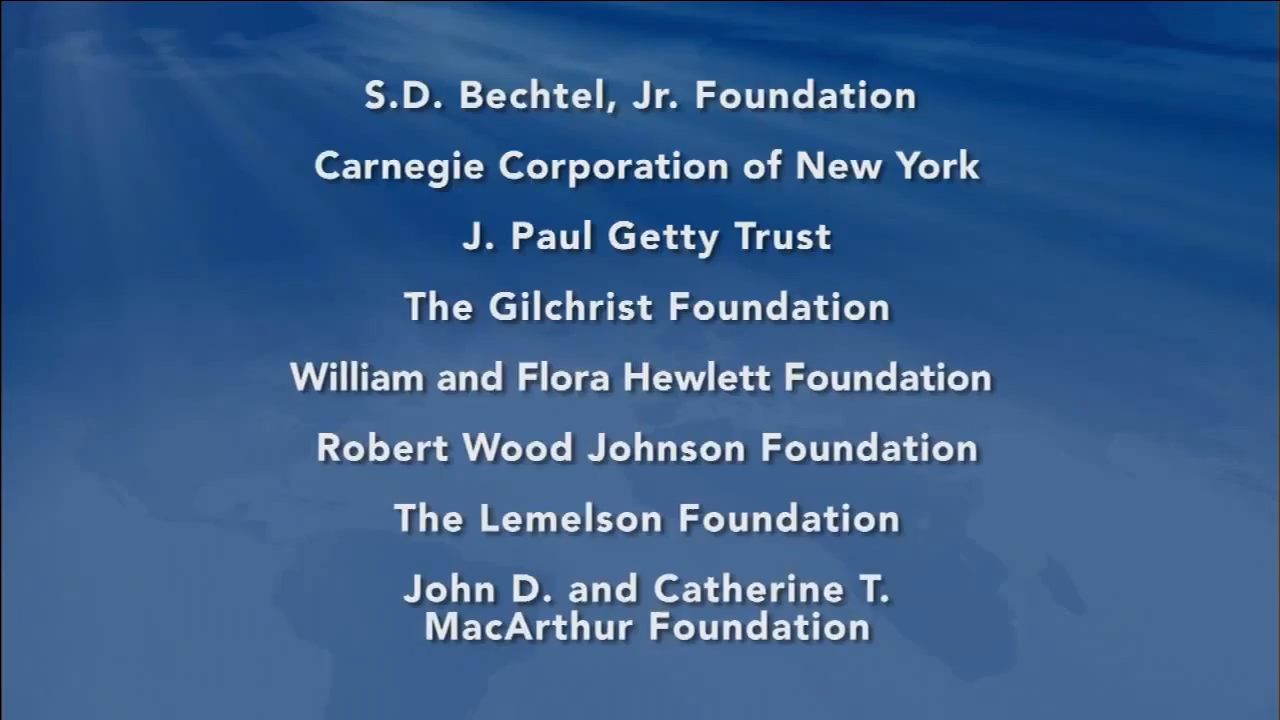 S.D. Bechtel, Jr. Foundation
Carnegie Corporation of New York
J. Paul Getty Trust
The Gilchrist Foundation
William and Flora Hewlett Foundation
Robert Wood Johnson Foundation
The Lemelson Foundation
John D. and Catherine T.
MacArthur Foundation